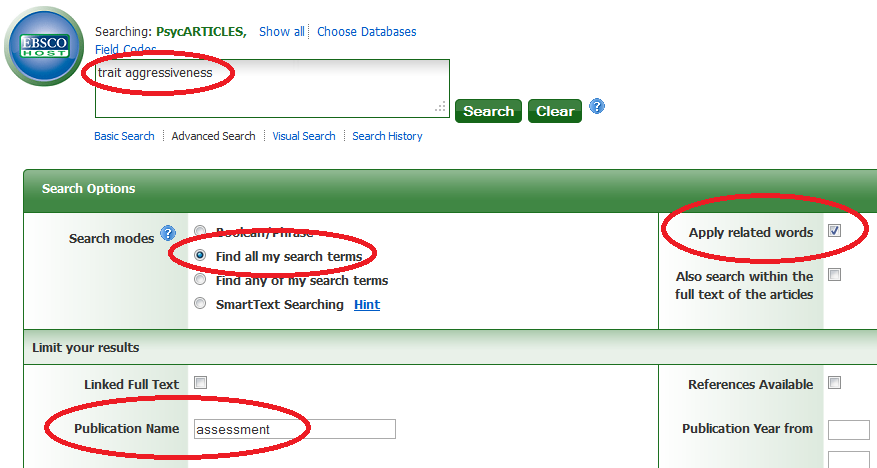 EBSCO
HOST
Searching: PsycARTICLES, Show all Choose Databases
Field Codes
trait aggressiveness
Search Clear ?
Basic Search Advanced Search Visual Search Search History
Search Options
Search modes ? Boolean/Phrase
Find all my search terms
Find any of my search terms
SmartText Searching Hint
Apply related words
Also search within the
full text of the articles
Limit your results
Linked Full Text
References Available
Publication Name assessment
Publication Year from